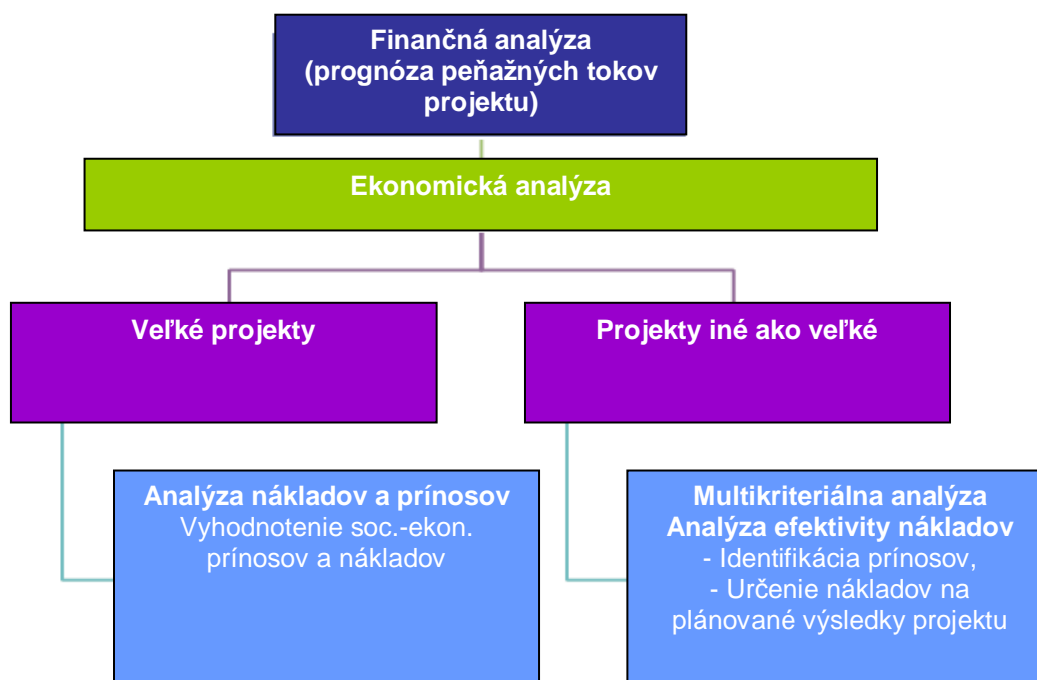 Finančná analýza
(prognóza peňažných tokov
projektu)
Ekonomická analýza
Veľké projekty
Projekty iné ako veľké
Analýza nákladov a prínosov
Vyhodnotenie soc.-ekon.
prínosov a nákladov
Multikriteriálna analýza
Analýza efektivity nákladov
- Identifikácia prínosov,
- Určenie nákladov na
plánované výsledky projektu